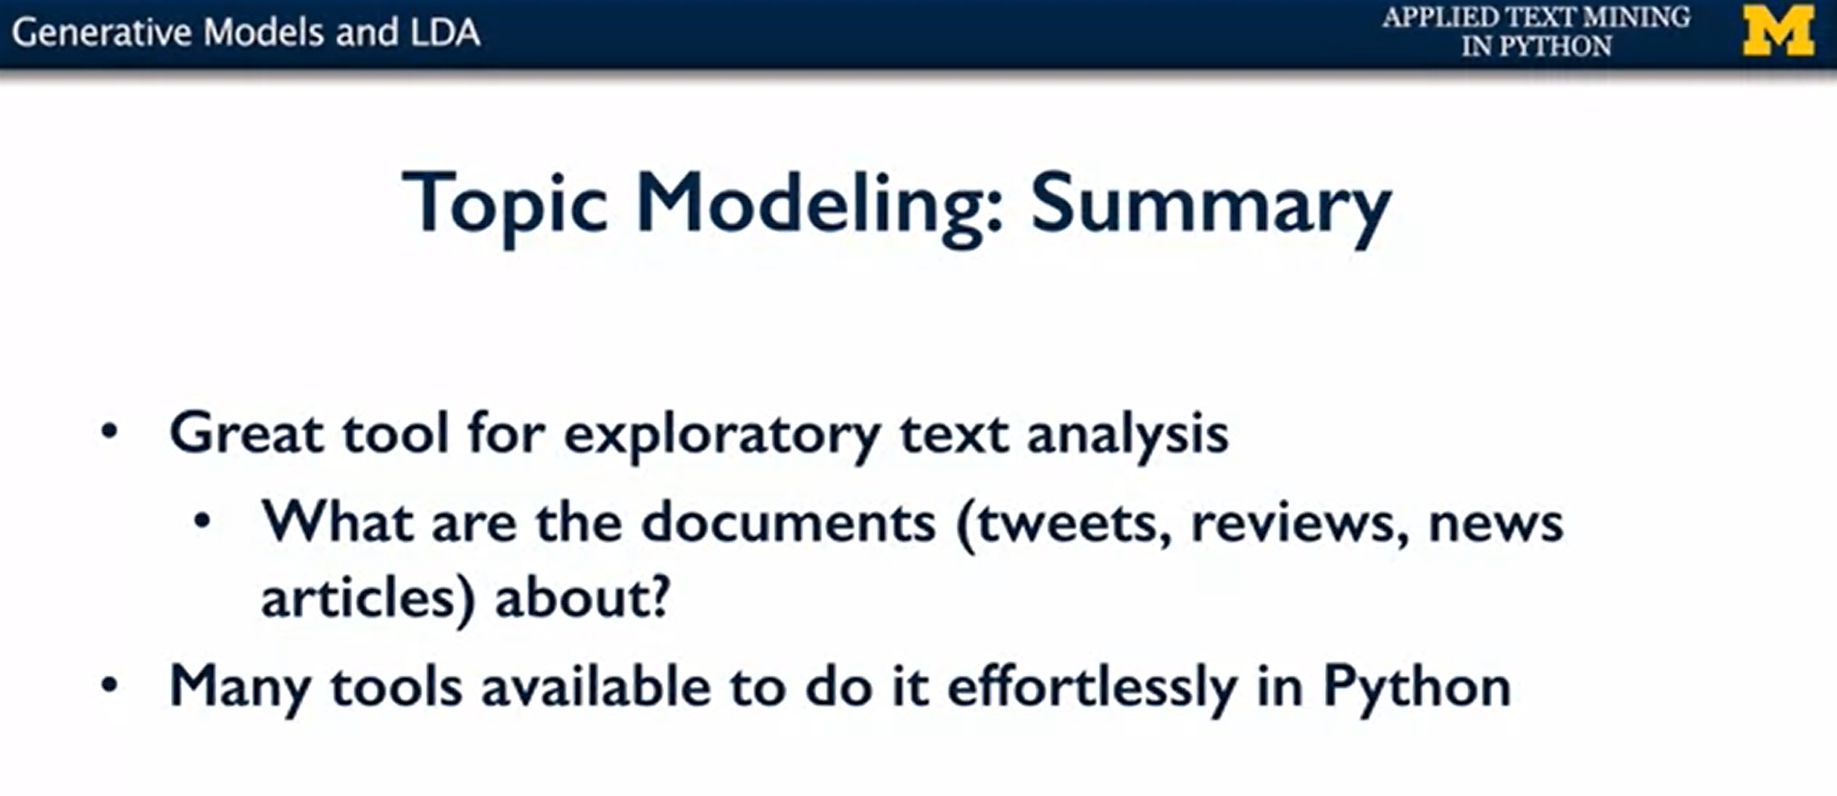 Generative Models and LDA
APPLIED TEXT MINING
IN PYTHON
M
Topic Modeling: Summary
• Great tool for exploratory text analysis
• What are the documents (tweets, reviews, news
articles) about?
• Many tools available to do it effortlessly in Python